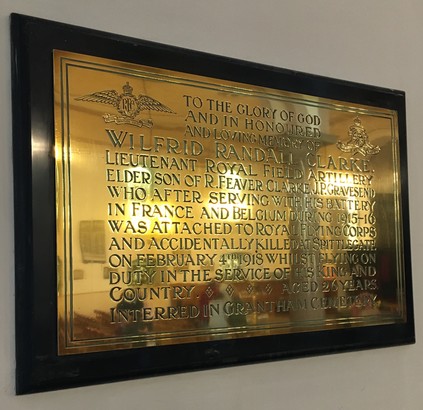 TO THE GLORY OF GOD
AND IN HONOURED
AND LOVING MEMORY OF
WILFRID RANDALL CLARKE
LIEUTENANT ROYAL FIELD ARTILLERY
ELDER SON OF R. FEAVER CLARKE, J.P. GRAVESEND
WHO AFTER SERVING WITH HIS BATTERY
IN FRANCE AND BELGIUM DURING 1915-16
WAS ATTACHED TO ROYAL FLYING CORPS
AND ACCIDENTALLY KILLED AT SPITTLEGATE
ON FEBRUARY 4TH 1918 WHILST FLYING ON
DUTY IN THE SERVICE OF HIS KING AND
COUNTRY. AGED 26 YEARS.
INTERRED IN GRANTHAM CEMETERY.